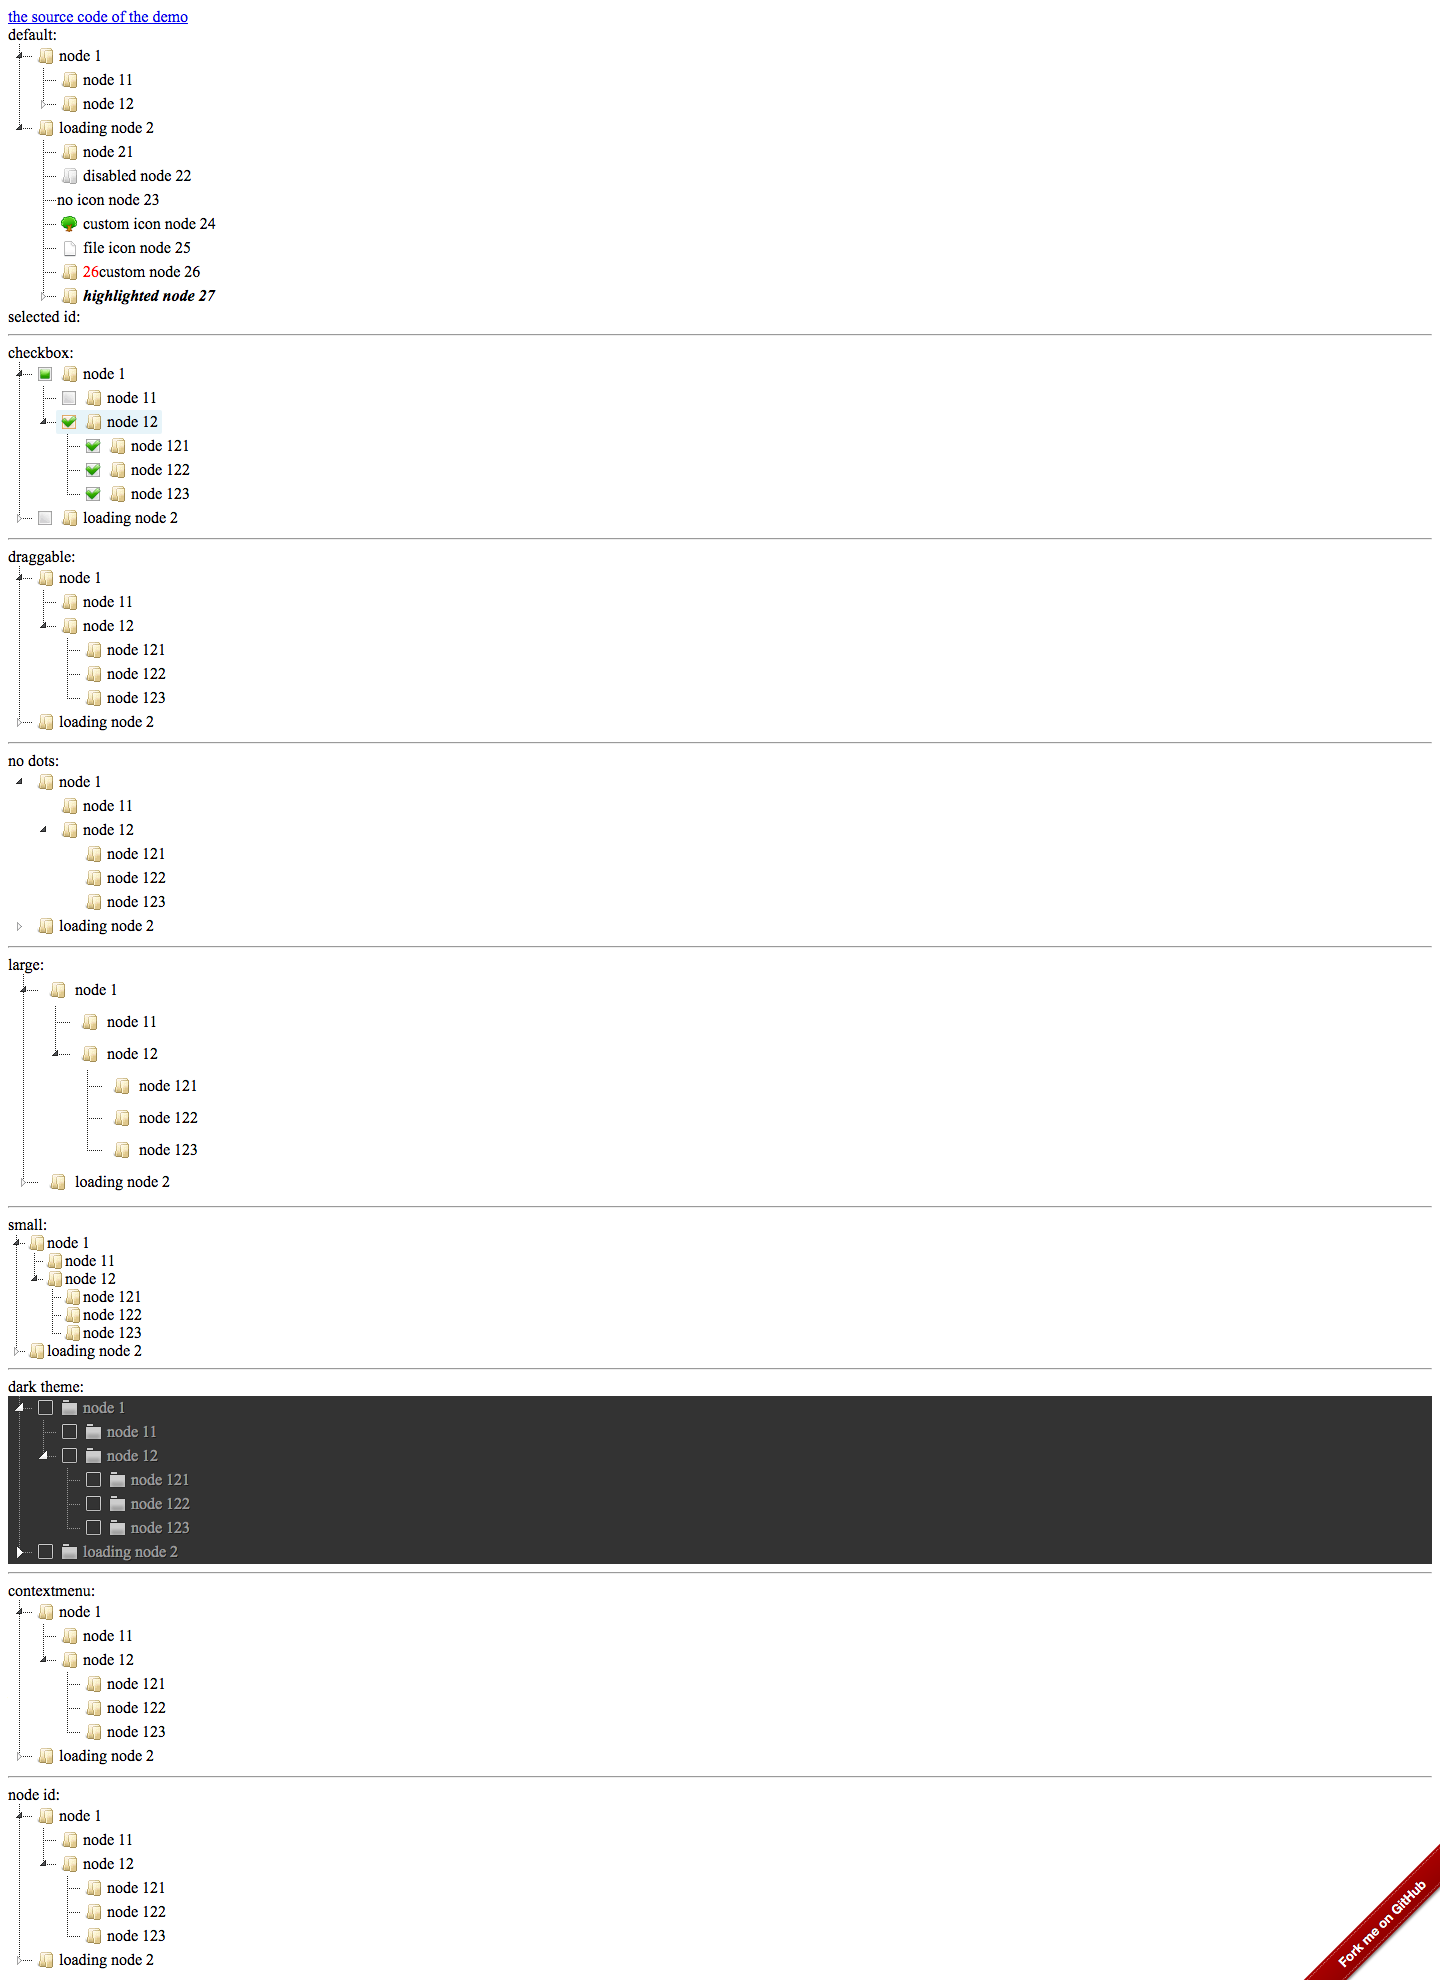 the source code of the demo
default:
node 1
node 11
node 12
loading node 2
node 21
disabled node 22
no icon node 23
custom icon node 24
file icon node 25
26custom node 26
highlighted node 27
selected id:
checkbox:
node 1
node 11
node 12
node 121
node 122
node 123
loading node 2
draggable:
node 1
node 11
node 12
node 121
node 122
node 123
loading node 2
no dots:
node 1
node 11
node 12
node 121
node 122
node 123
loading node 2
large:
node 1
node 11
node 12
node 121
node 122
node 123
loading node 2
small:
node 1
node 11
node 12
node 121
node 122
node 123
loading node 2
dark theme:
node 1
node 11
node 12
node 121
node 122
node 123
loading node 2
contextmenu:
node 1
node 11
node 12
node 121
node 122
node 123
loading node 2
node id:
node 1
node 11
node 12
node 121
node 122
node 123
loading node 2
Fork me on GitHub